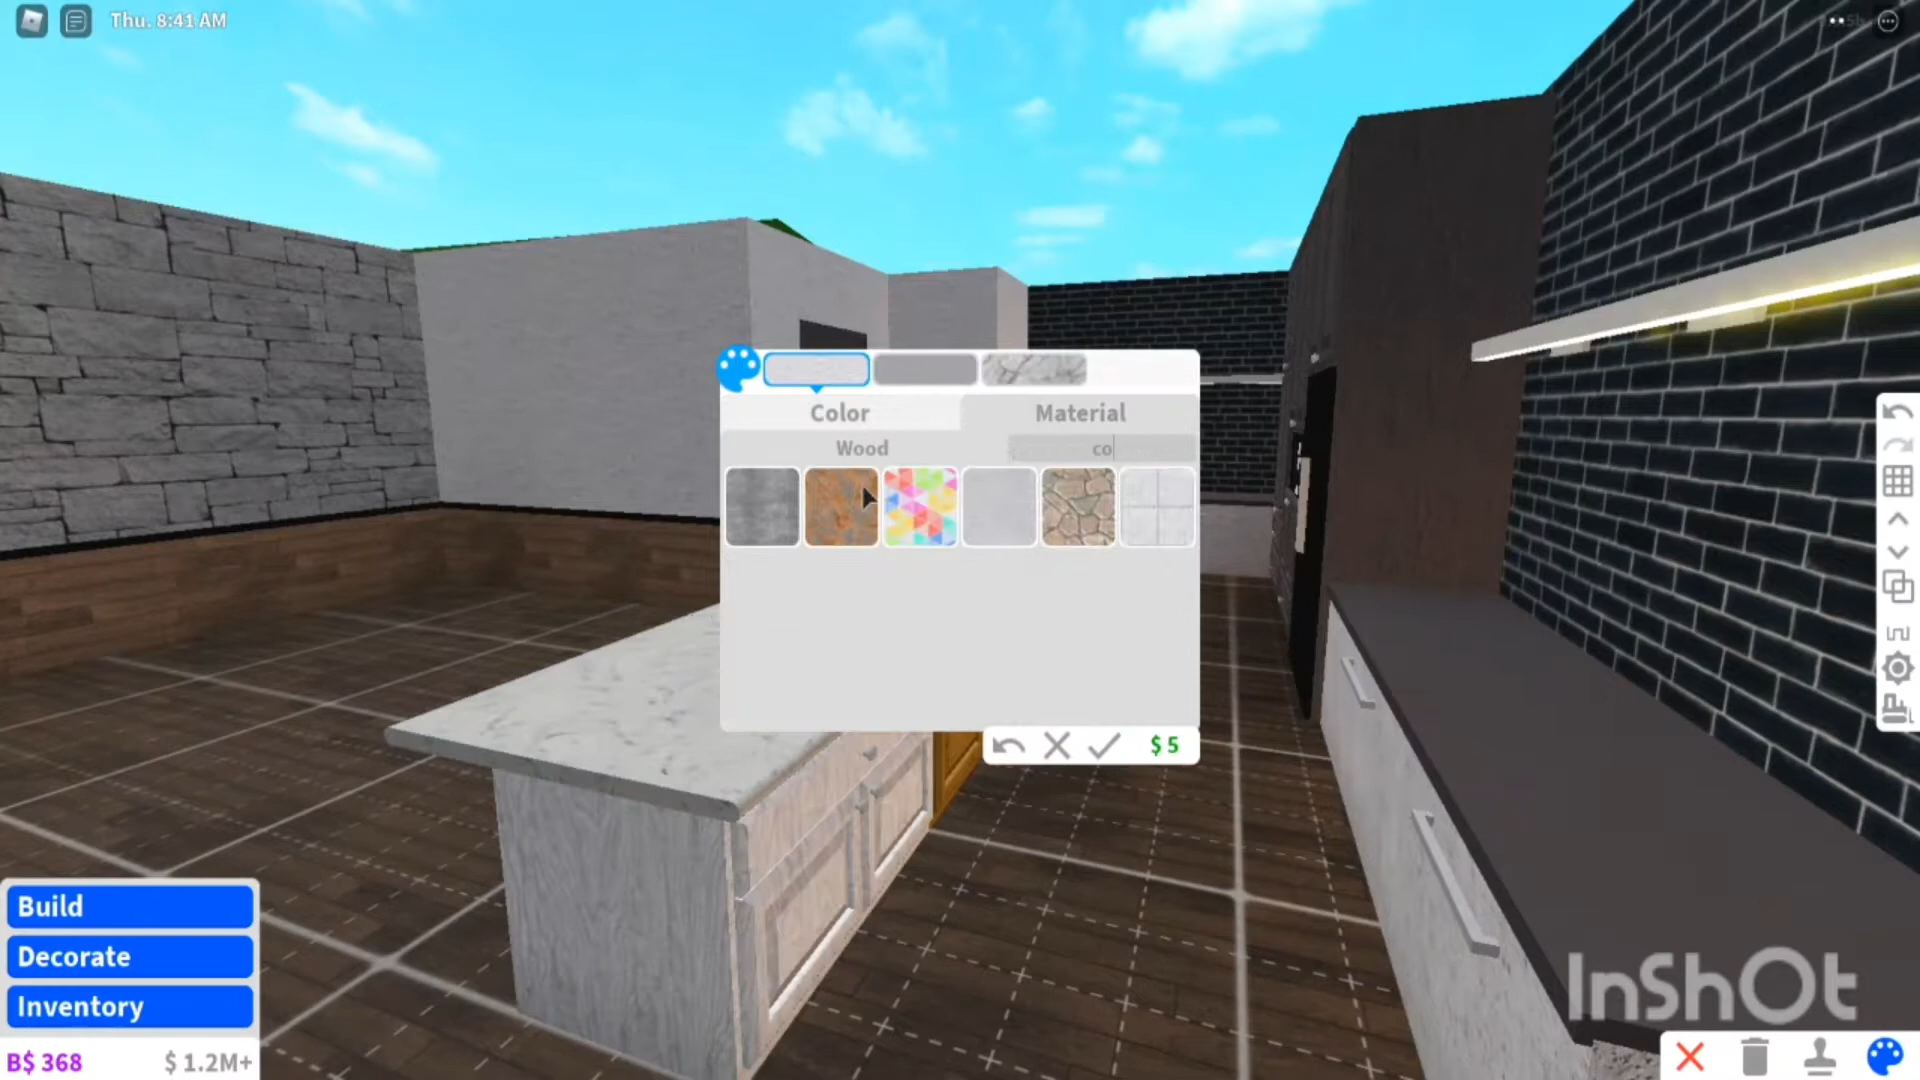 Thu. 8:41 AM
Color
Material
Wood
co
$ 5
Build
Decorate
Inventory
B$ 368
$ 1.2M+
InShOt